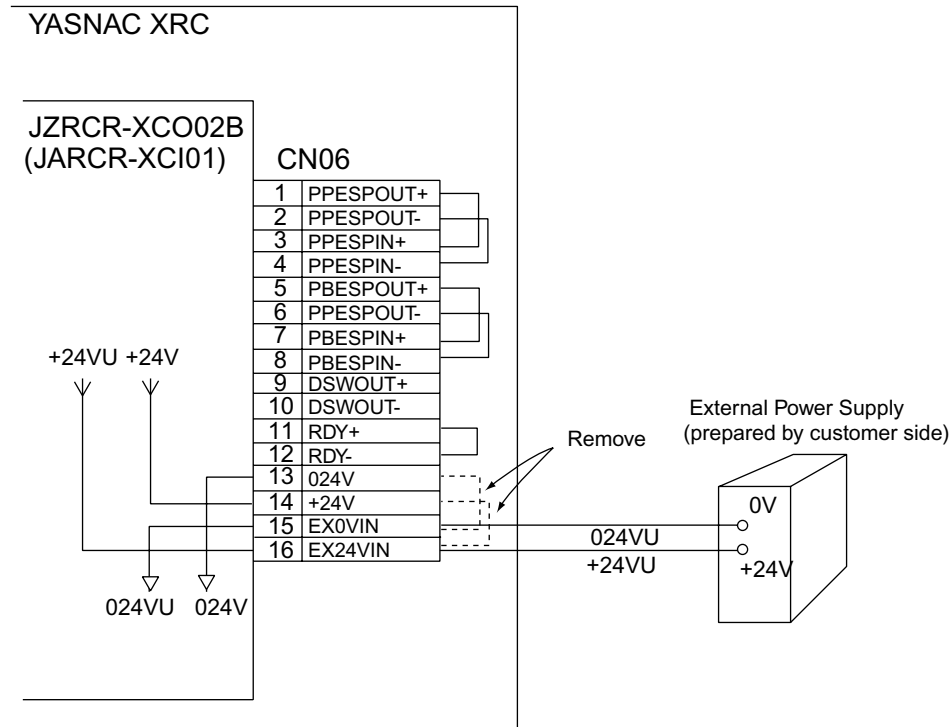 YASNAC XRC
JZRCR-XCO02B
(JARCR-XCI01)
CN06
1 PPESPOUT+
2 PPESPOUT-
3 PPESPIN+
4 PPESPIN-
5 PBESPOUT+
6 PPESPOUT-
7 PBESPIN+
8 PBESPIN-
9 DSWOUT+
10 DSWOUT-
11 RDY+
12 RDY-
13 024V
14 +24V
15 EX0VIN
16 EX24VIN
+24VU +24V
024VU 024V
Remove
024VU
+24VU
External Power Supply
(prepared by customer side)
0V
+24V